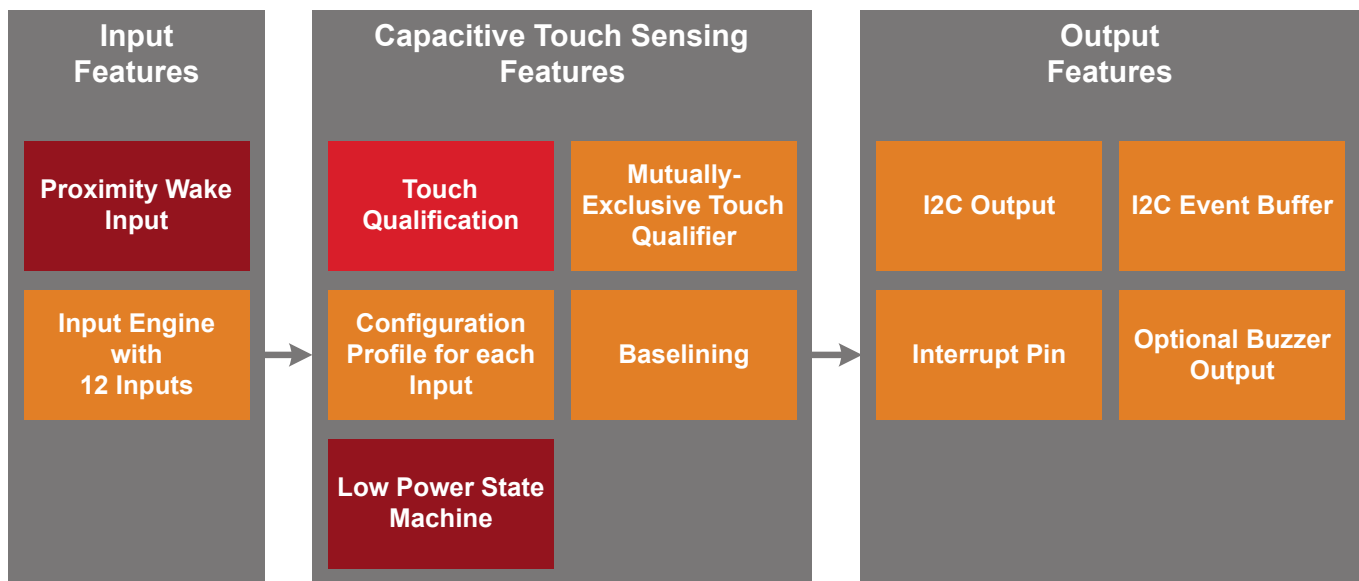 Input
Features
Proximity Wake
Input
Input Engine
with
12 Inputs
Capacitive Touch Sensing
Features
Touch
Qualification
Mutually-
Exclusive Touch
Qualifier
Configuration
Profile for each
Input
Baselining
Low Power State
Machine
Output
Features
I2C Output
I2C Event Buffer
Interrupt Pin
Optional Buzzer
Output